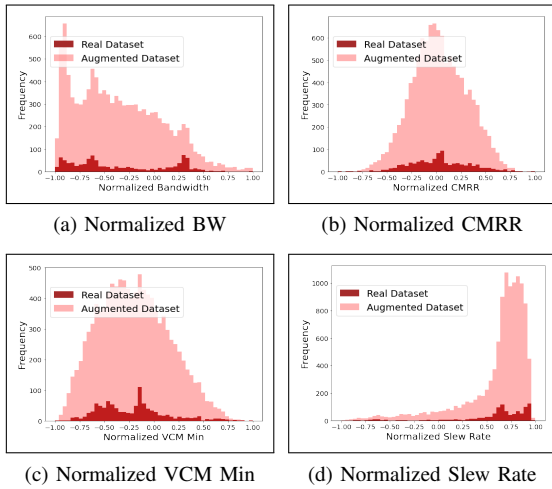 600
500
400
300
200
100
0
Frequency
Real Dataset
Augmented Dataset
-1.00 -0.75 -0.50 -0.25 0.00 0.25 0.50 0.75 1.00
Normalized Bandwidth
(a) Normalized BW
600
500
400
300
200
100
0
Frequency
Real Dataset
Augmented Dataset
-1.00 -0.75 -0.50 -0.25 0.00 0.25 0.50 0.75 1.00
Normalized CMRR
(b) Normalized CMRR
500
400
300
200
100
0
Frequency
Real Dataset
Augmented Dataset
-1.00 -0.75 -0.50 -0.25 0.00 0.25 0.50 0.75 1.00
Normalized VCM Min
(c) Normalized VCM Min
1000
800
600
400
200
0
Frequency
Real Dataset
Augmented Dataset
-1.00 -0.75 -0.50 -0.25 0.00 0.25 0.50 0.75 1.00
Normalized Slew Rate
(d) Normalized Slew Rate